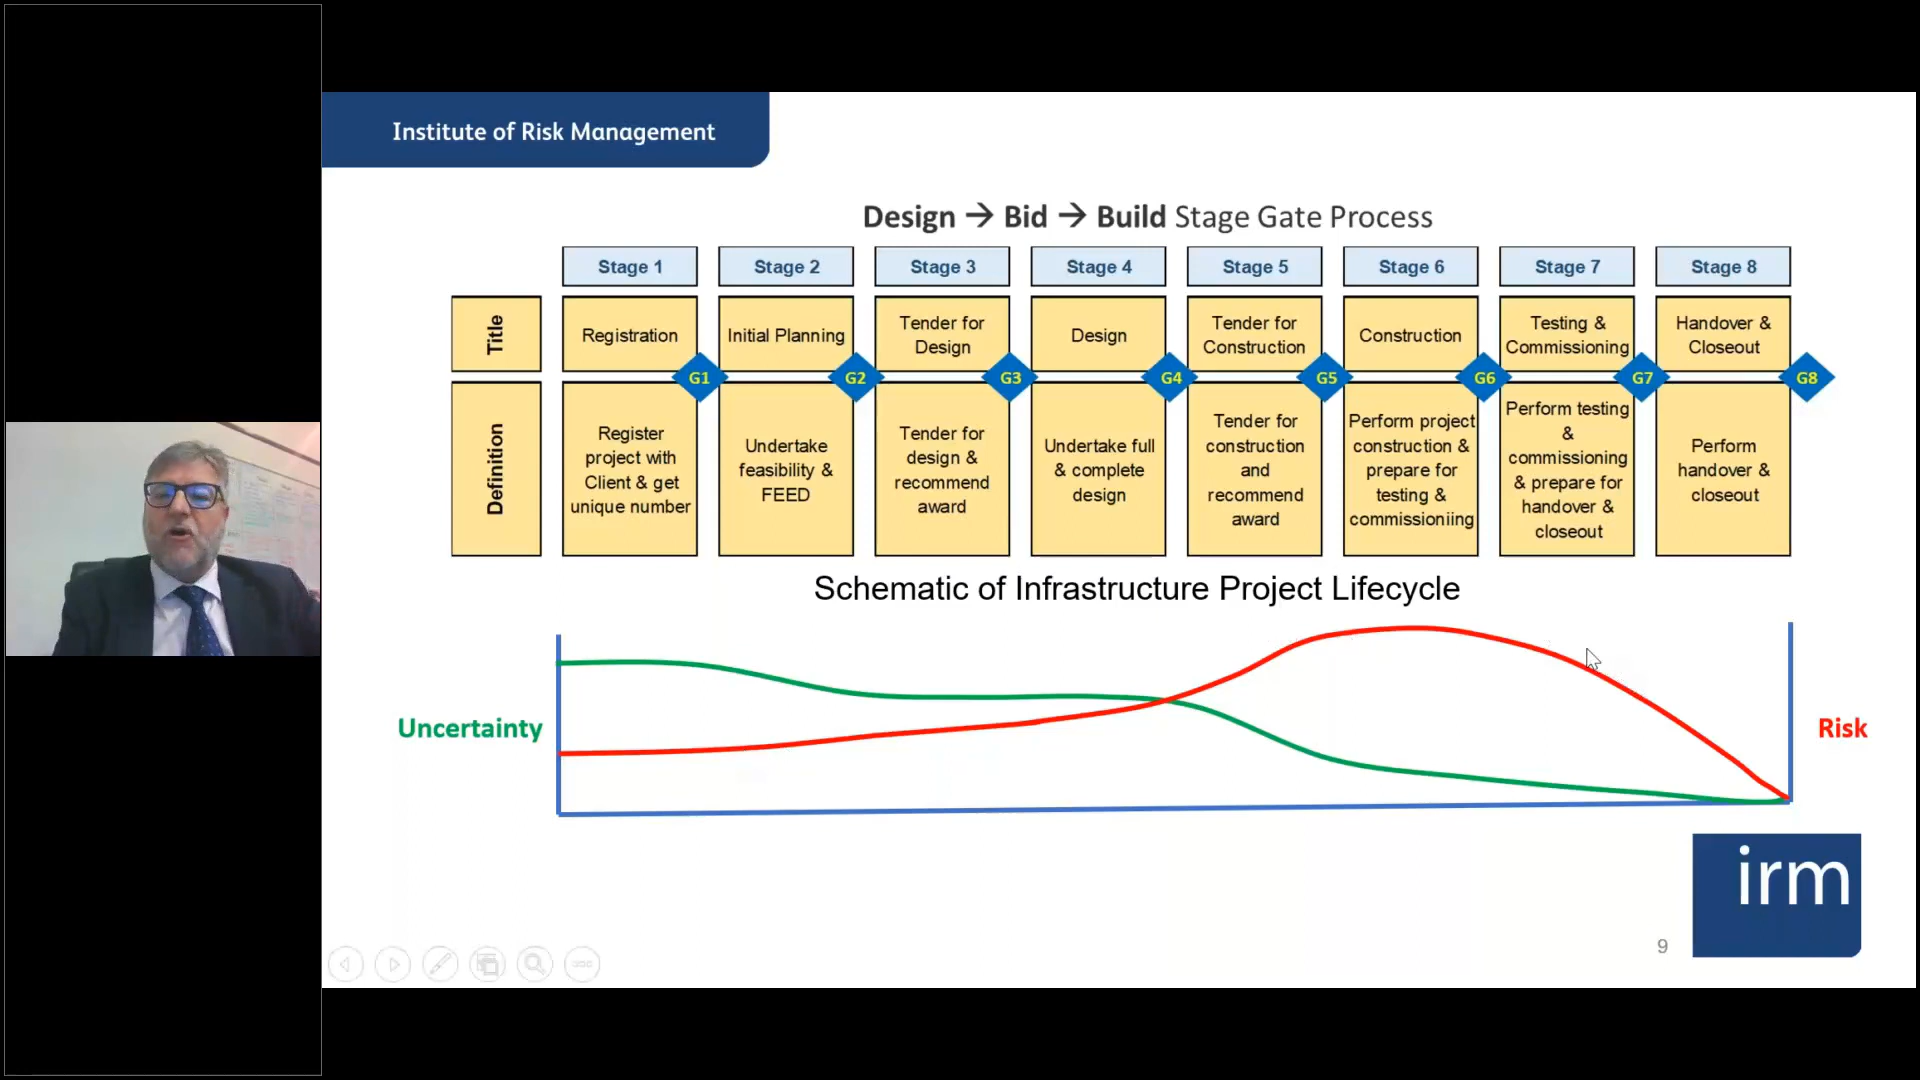 Institute of Risk Management
Design → Bid → Build Stage Gate Process
Stage 1
Stage 2
Stage 3
Stage 4
Stage 5
Stage 6
Stage 7
Stage 8
Title
Registration
Initial Planning
Tender for
Design
Design
Tender for
Construction
Construction
Testing &
Commissioning
Handover &
Closeout
G1
G2
G3
G4
G5
G6
G7
G8
Definition
Register
project with
Client & get
unique number
Undertake
feasibility &
FEED
Tender for
design &
recommend
award
Undertake full
& complete
design
Tender for
construction
and
recommend
award
Perform project
construction &
prepare for
testing &
commissioniing
Perform testing
&
commissioning
& prepare for
handover &
closeout
Perform
handover &
closeout
Schematic of Infrastructure Project Lifecycle
Uncertainty
Risk
irm
9